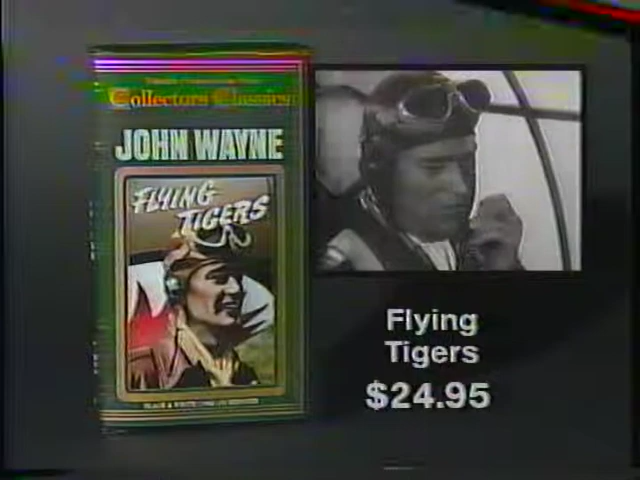 Collectors Classics
JOHN WAYNE
FLYING
TIGERS
Flying
Tigers
$24.95